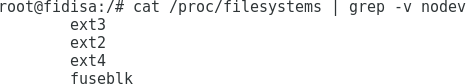 root@fidisa:/# cat /proc/filesystems | grep -v nodev
ext3
ext2
ext4
fuseblk